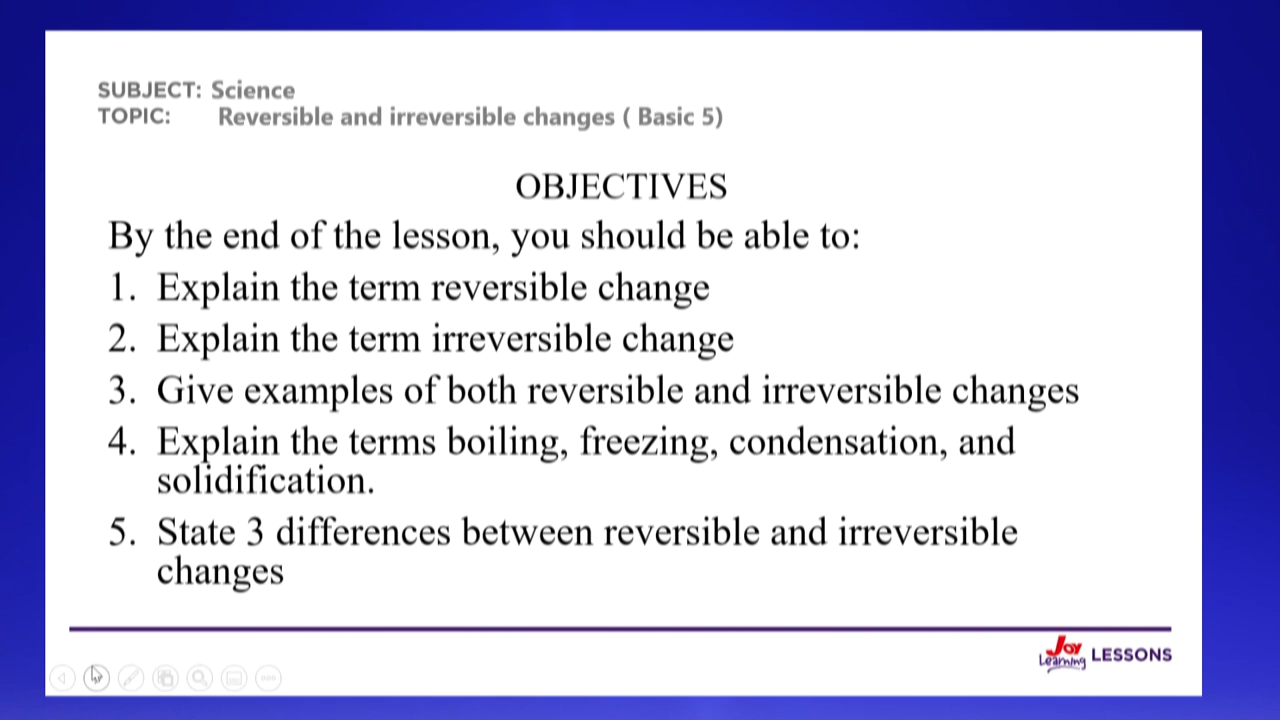 SUBJECT: Science
TOPIC: Reversible and irreversible changes ( Basic 5)
OBJECTIVES
By the end of the lesson, you should be able to:
1. Explain the term reversible change
2. Explain the term irreversible change
3. Give examples of both reversible and irreversible changes
4. Explain the terms boiling, freezing, condensation, and
solidification.
5. State 3 differences between reversible and irreversible
changes
Joy
Learning LESSONS